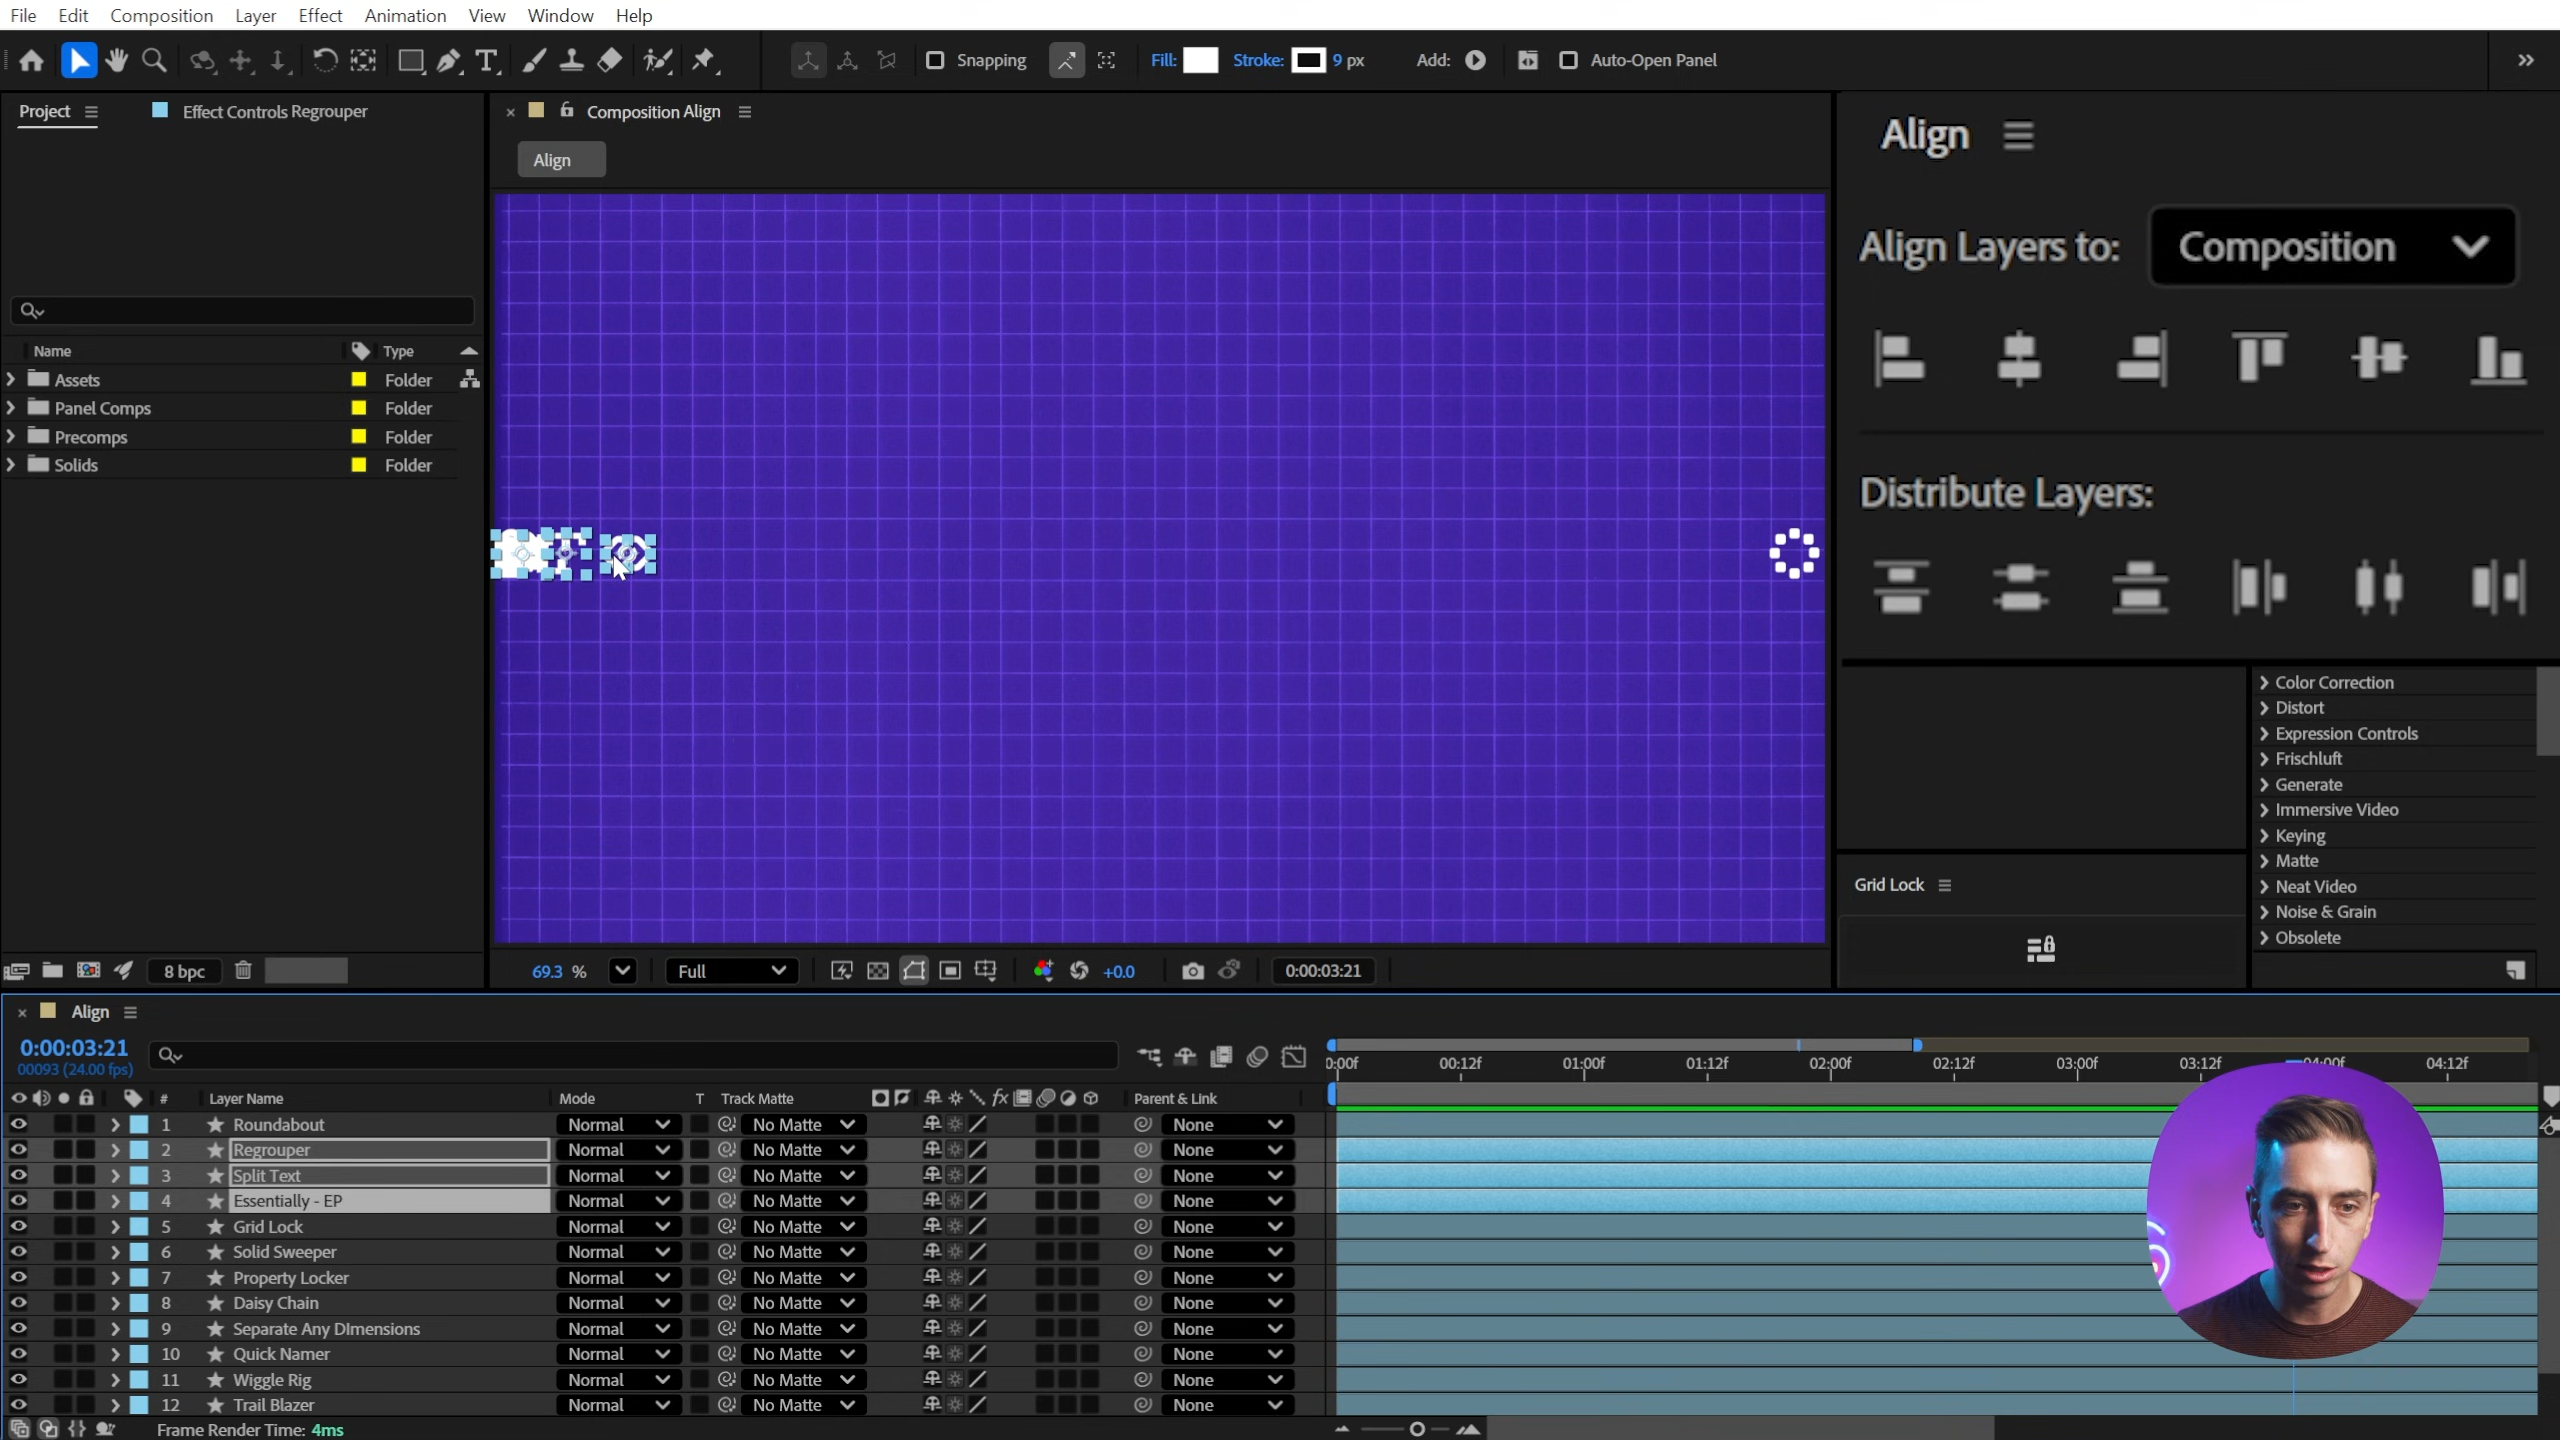 File Edit Composition Layer Effect Animation View Window Help
Snapping Fill: Stroke: 9 px Add: Auto-Open Panel
Project Effect Controls Regrouper
Composition Align
Align
Name Type
Assets Folder
Panel Comps Folder
Precomps Folder
Solids Folder
8 bpc
69.3 % Full +0.0 0:00:03:21
Align
Align Layers to: Composition
Distribute Layers:
Color Correction
Distort
Expression Controls
Frischluft
Generate
Immersive Video
Keying
Matte
Neat Video
Noise & Grain
Obsolete
Grid Lock
Align
0:00:03:21
00093 (24.00 fps)
0:00f 00:12f 01:00f 01:12f 02:00f 02:12f 03:00f 03:12f 04:00f 04:12f
# Layer Name Mode T Track Matte fx Parent & Link
1 Roundabout Normal No Matte None
2 Regrouper Normal No Matte None
3 Split Text Normal No Matte None
4 Essentially - EP Normal No Matte None
5 Grid Lock Normal No Matte None
6 Solid Sweeper Normal No Matte None
7 Property Locker Normal No Matte None
8 Daisy Chain Normal No Matte None
9 Separate Any DImensions Normal No Matte None
10 Quick Namer Normal No Matte None
11 Wiggle Rig Normal No Matte None
12 Trail Blazer Normal No Matte None
Frame Render Time: 4ms